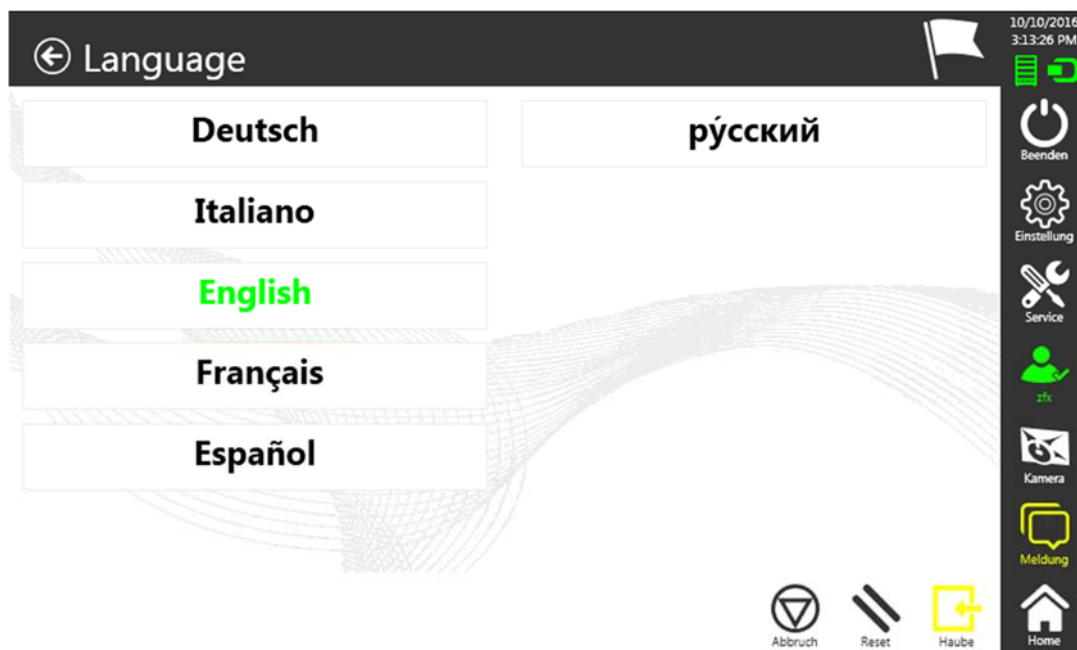 Language
10/10/2016
3:13:26 PM
Deutsch
ру́сский
Italiano
English
Français
Español
Beenden
Einstellung
Service
zfx
Kamera
Meldung
Abbruch
Reset
Haube
Home